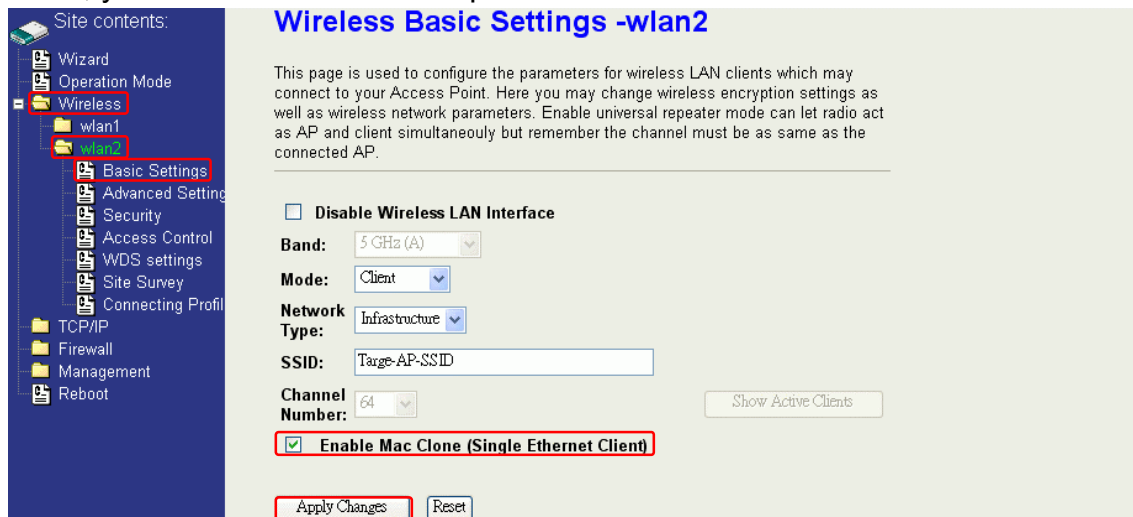 Site contents:
Wizard
Operation Mode
Wireless
wlan1
wlan2
Basic Settings
Advanced Setting
Security
Access Control
WDS settings
Site Survey
Connecting Profil
TCP/IP
Firewall
Management
Reboot
Wireless Basic Settings -wlan2
This page is used to configure the parameters for wireless LAN clients which may
connect to your Access Point. Here you may change wireless encryption settings as
well as wireless network parameters. Enable universal repeater mode can let radio act
as AP and client simultaneouly but remember the channel must be as same as the
connected AP.
Disable Wireless LAN Interface
Band: 5 GHz (A)
Mode: Client
Network Type: Infrastructure
SSID: Targe-AP-SSID
Channel Number: 64 Show Active Clients
Enable Mac Clone (Single Ethernet Client)
Apply Changes Reset